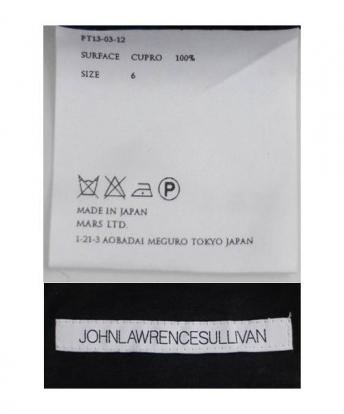 PT13-03-12
SURFACE CUPRO 100%
SIZE 6
P
MADE IN JAPAN
MARS LTD.
1-21-3 AOBADAI MEGURO TOKYO JAPAN
JOHNLAWRENCESULLIVAN